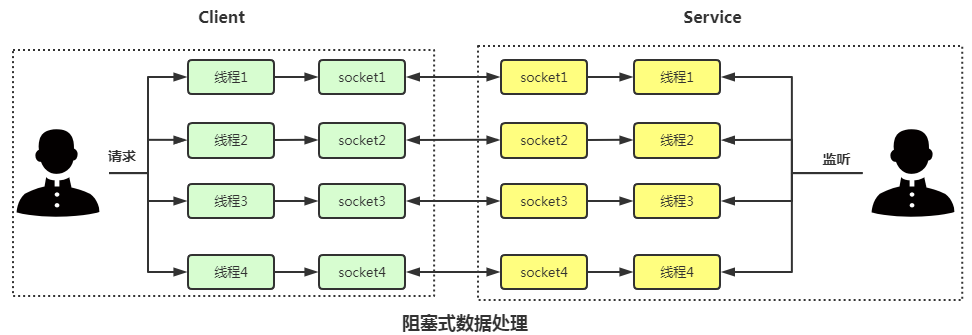 Client
Service
线程1
socket1
socket1
线程1
线程2
socket2
socket2
线程2
请求
监听
线程3
socket3
socket3
线程3
线程4
socket4
socket4
线程4
阻塞式数据处理